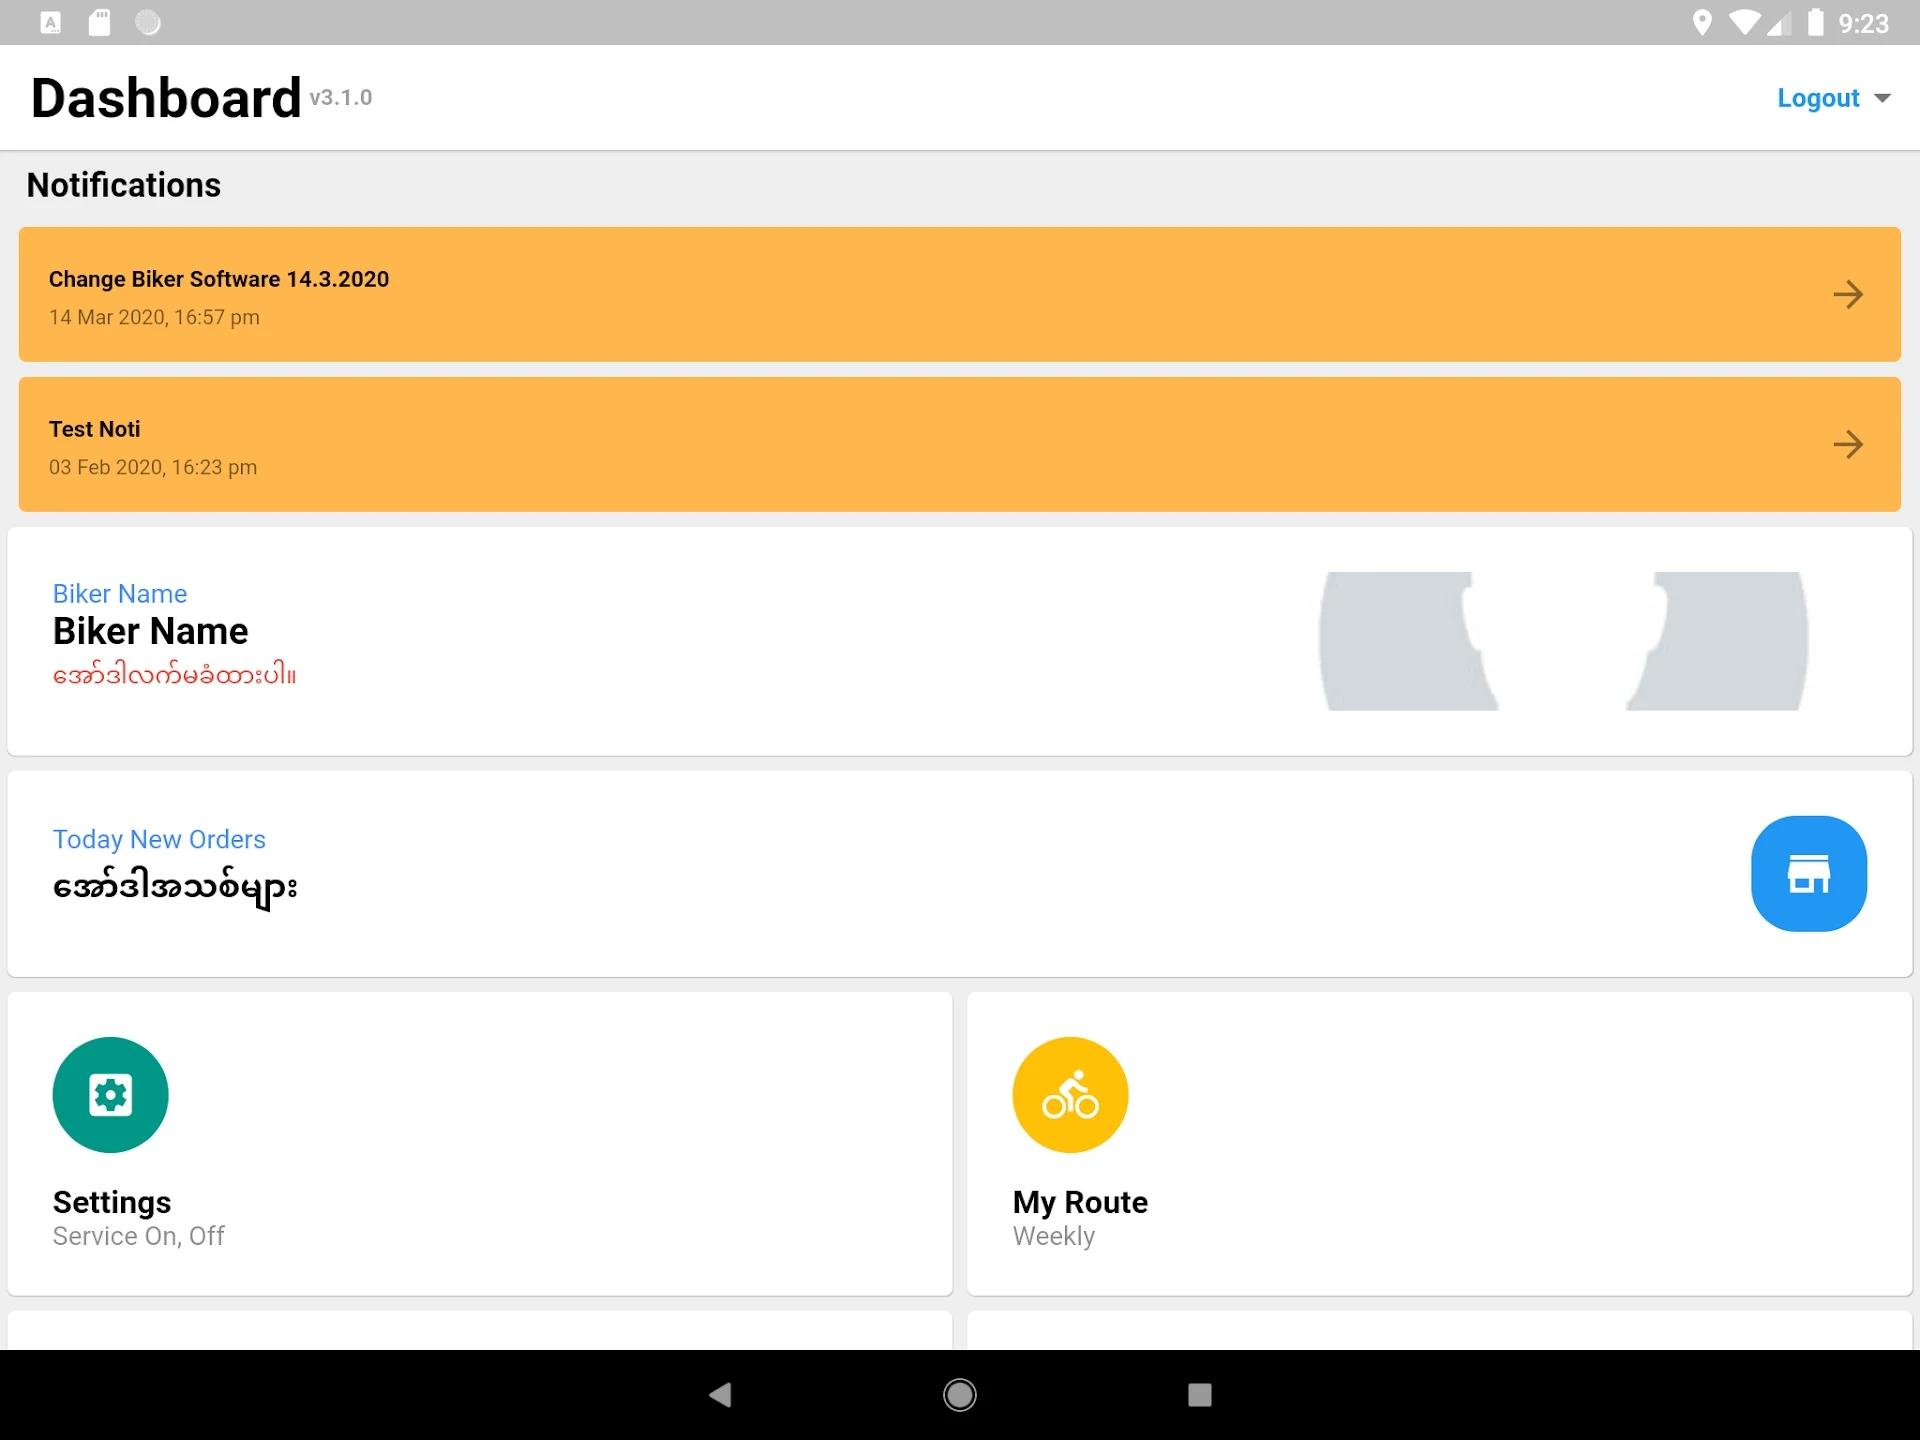 9:23
Dashboard v3.1.0
Logout
Notifications
Change Biker Software 14.3.2020
14 Mar 2020, 16:57 pm
Test Noti
03 Feb 2020, 16:23 pm
Biker Name
Biker Name
အော်ဒါလက်မခံထားပါ။
Today New Orders
အော်ဒါအသစ်များ
Settings
Service On, Off
My Route
Weekly